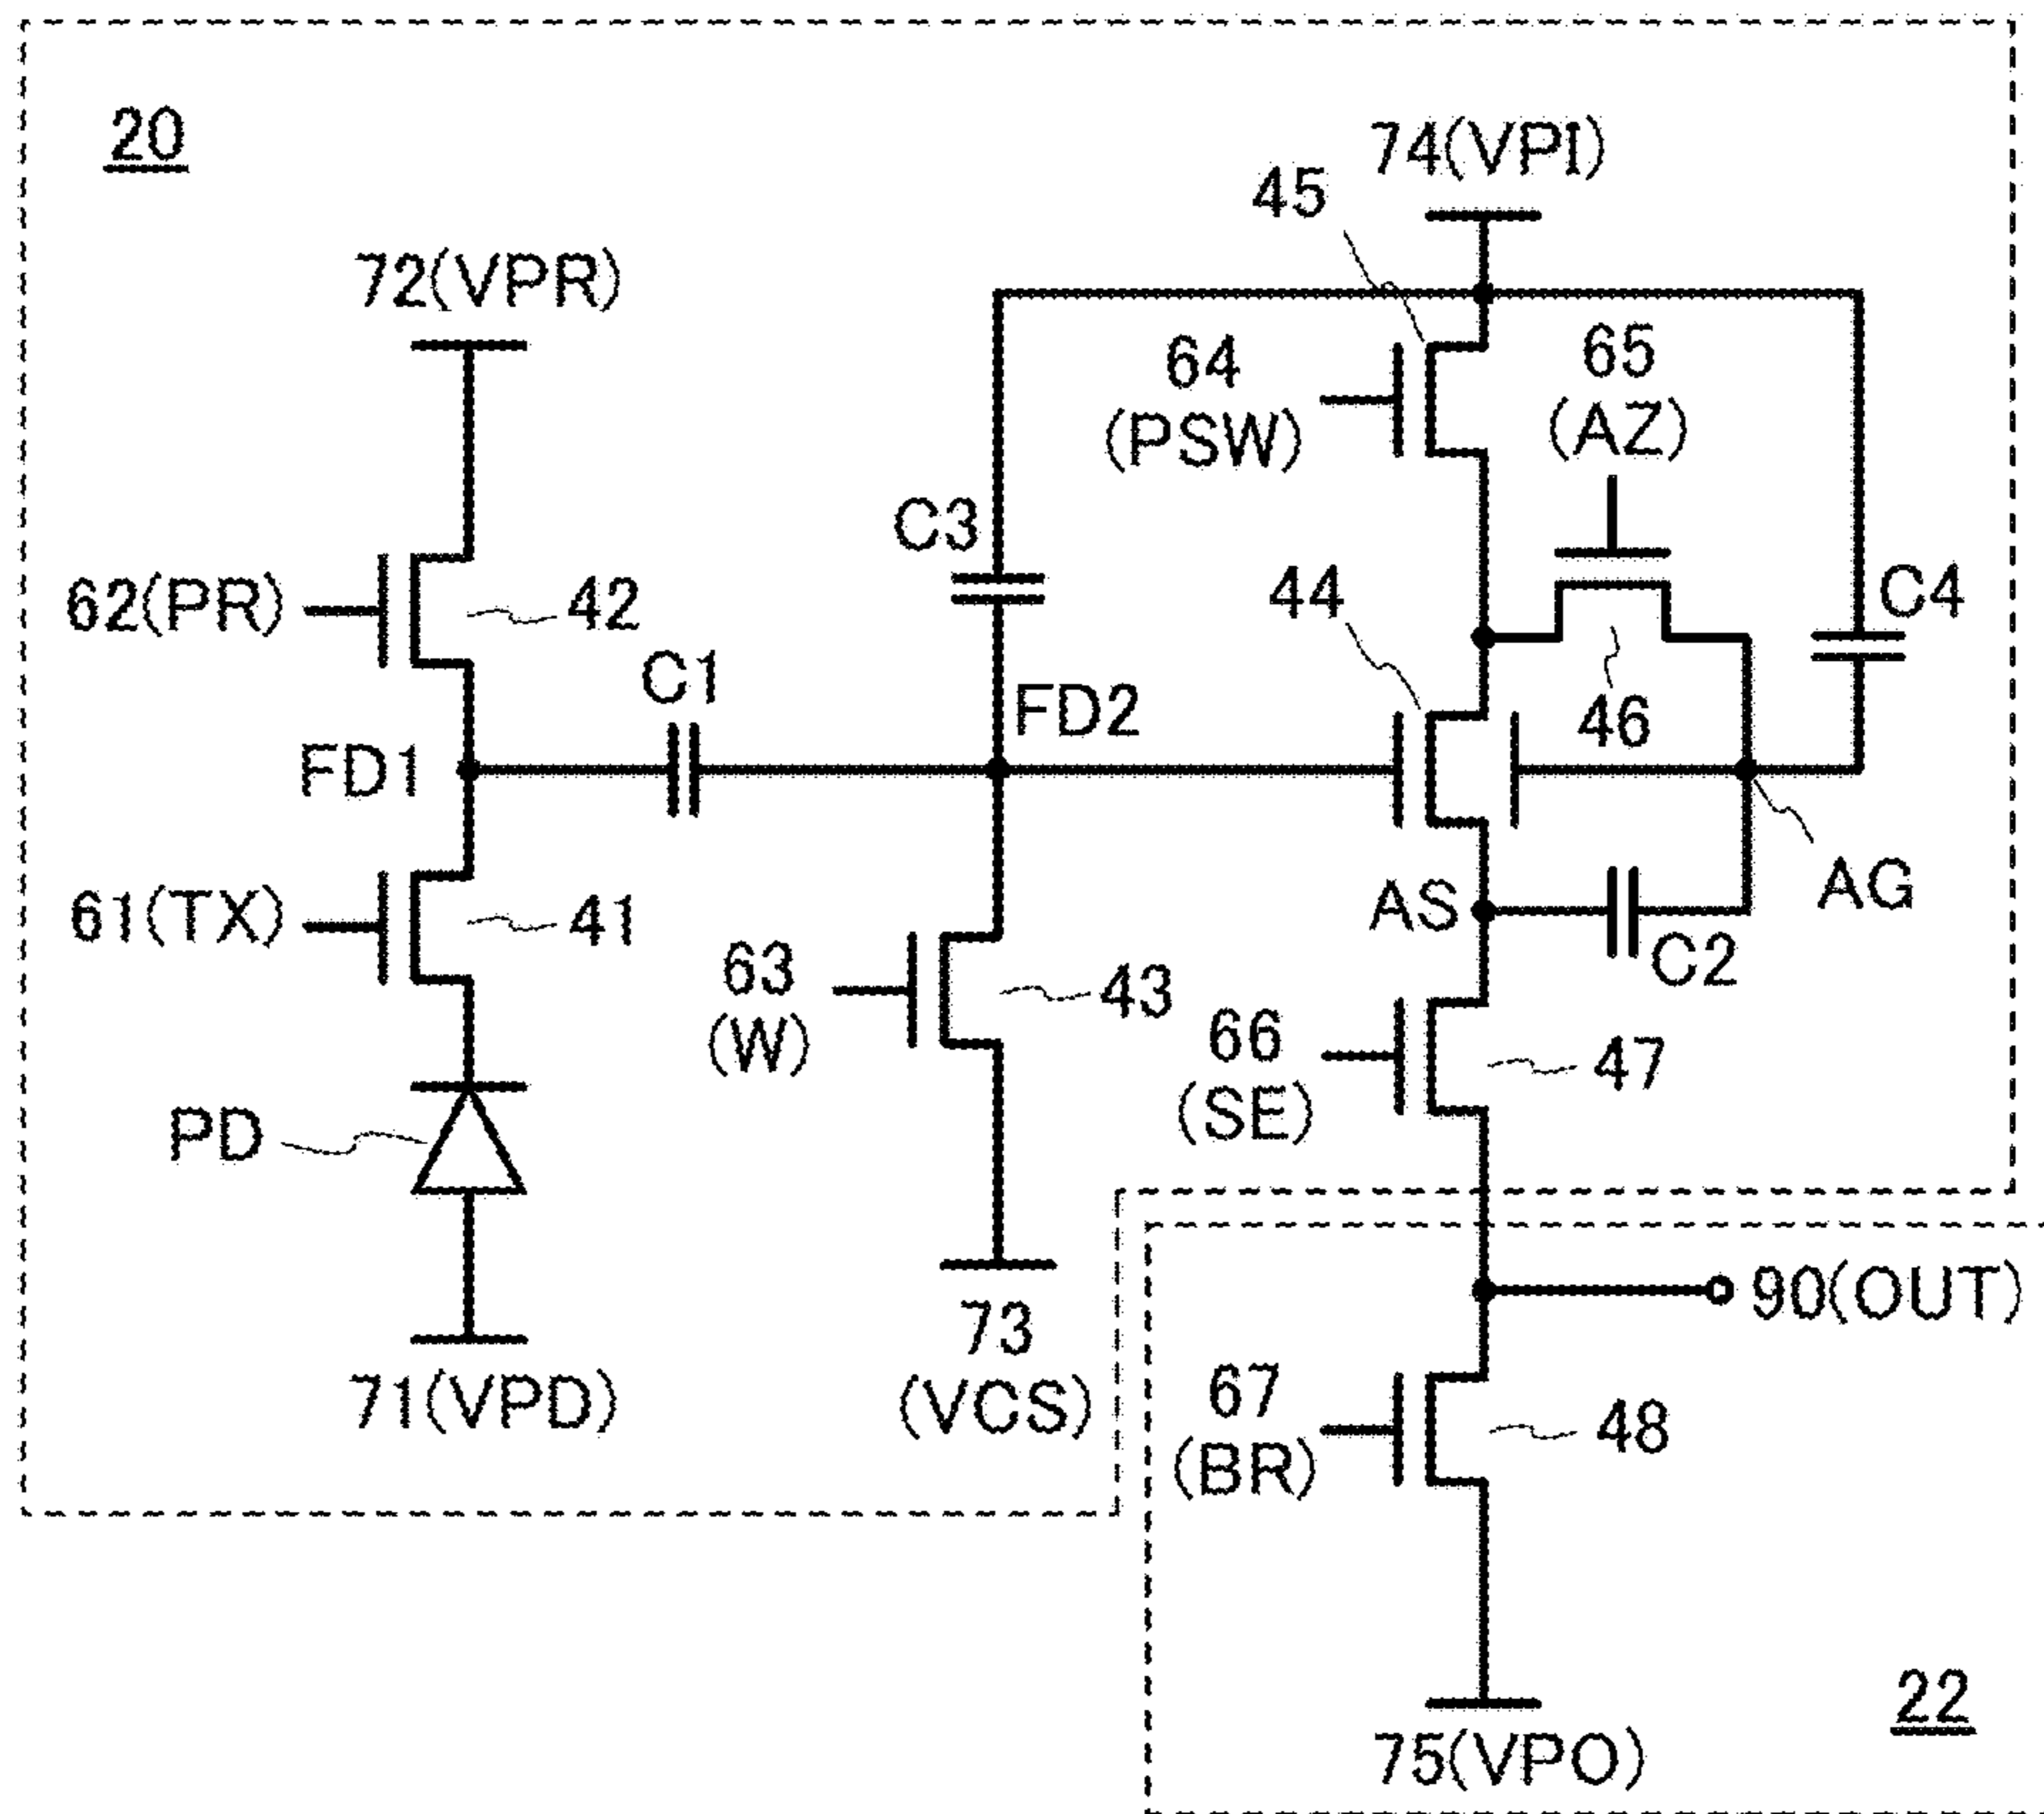 20
74(VPI)
45
72(VPR)
64
(PSW)
65
(AZ)
C3
62(PR)
42
44
C4
C1
46
FD2
FD1
AG
61(TX)
41
AS
C2
63
(W)
43
66
(SE)
47
PD
73
(VCS)
90(OUT)
71(VPD)
67
(BR)
48
22
75(VPO)